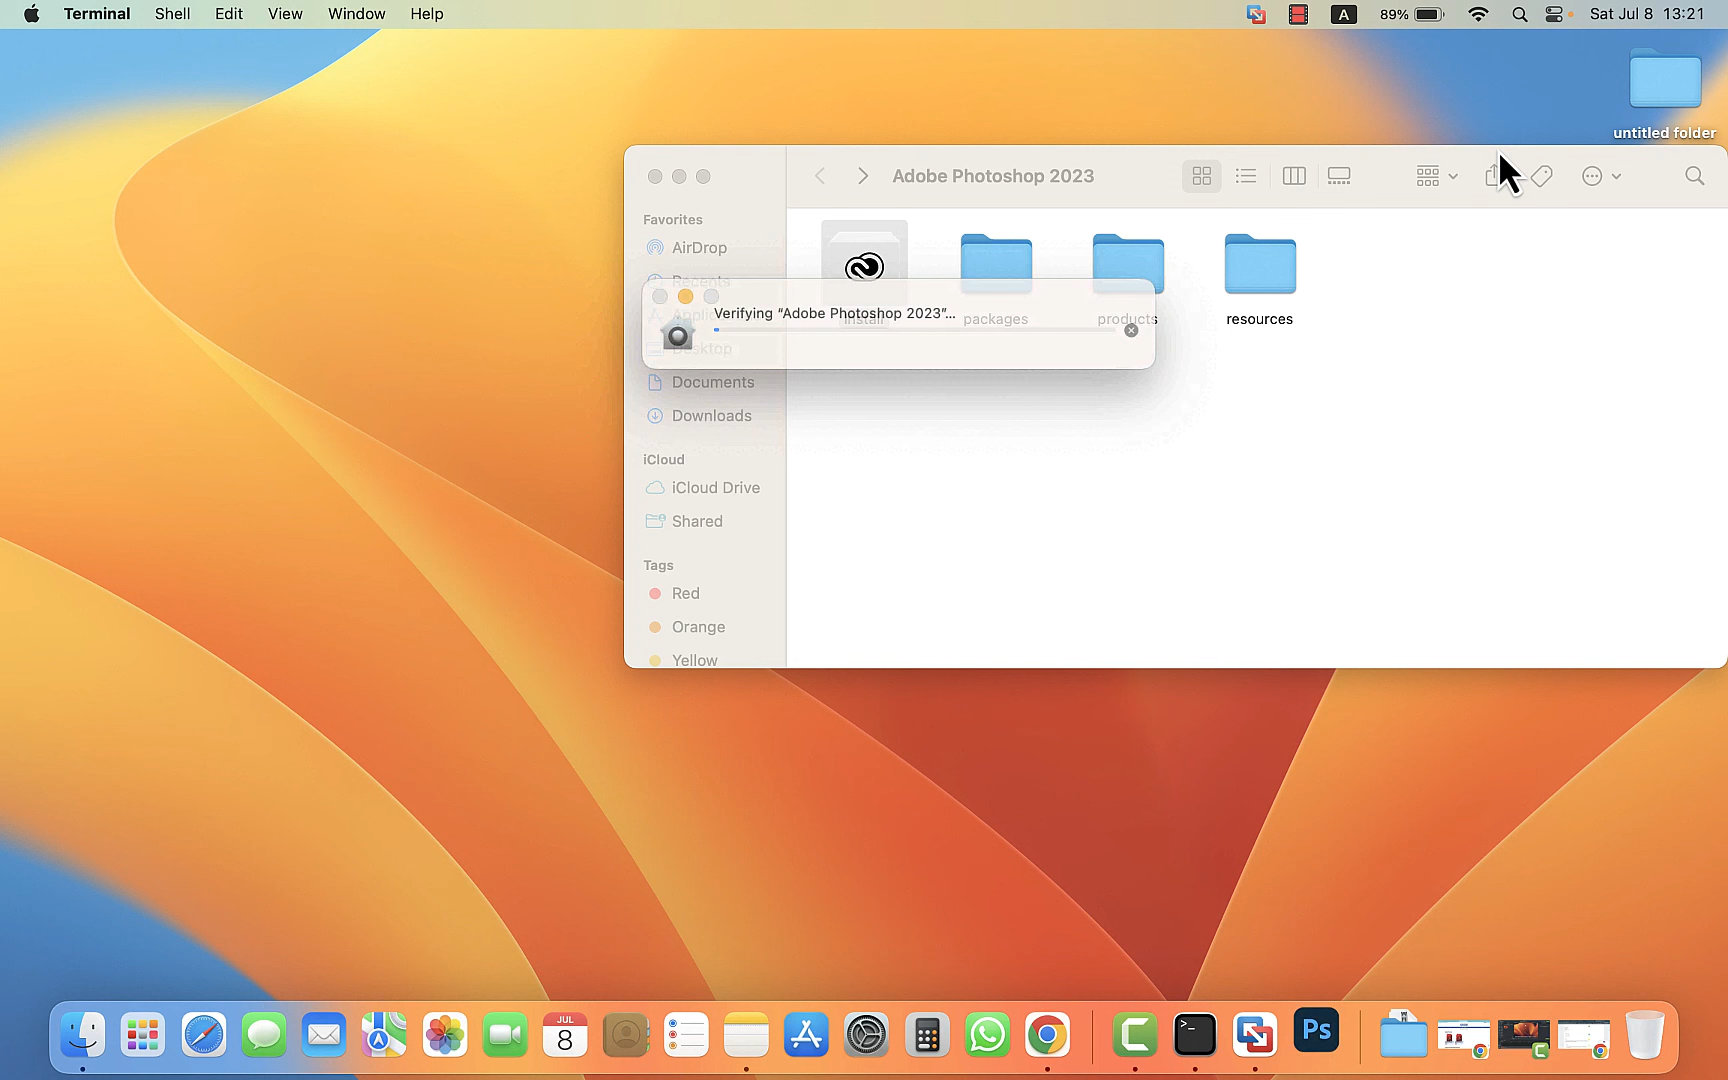 Terminal Shell Edit View Window Help A 89% Sat Jul 8 13:21
untitled folder
Adobe Photoshop 2023
Favorites
AirDrop
Recents
Verifying “Adobe Photoshop 2023”...
install packages products resources
Desktop
Documents
Downloads
iCloud
iCloud Drive
Shared
Tags
Red
Orange
Yellow
JUL
8
>_
Ps